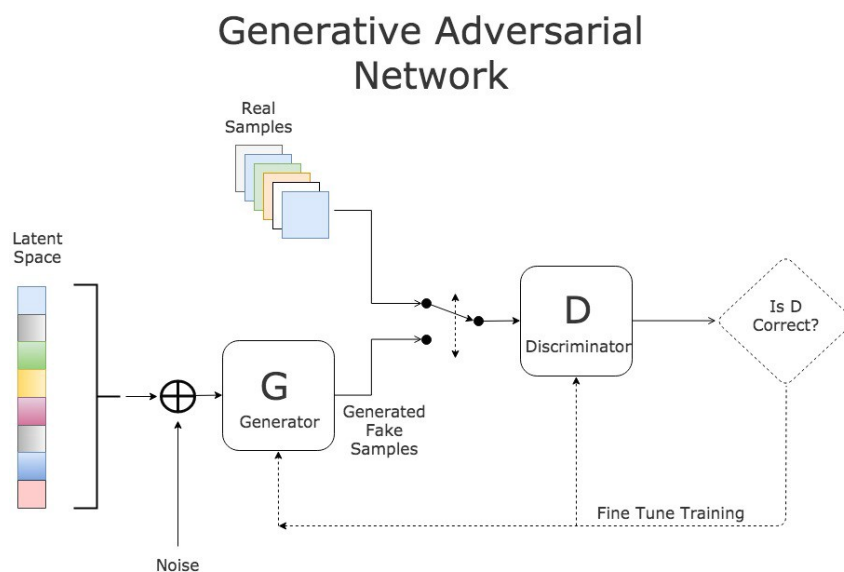 Generative Adversarial
Network
Real
Samples
Latent
Space
Is D
Correct?
D
Discriminator
G
Generator
Generated
Fake
Samples
Fine Tune Training
Noise